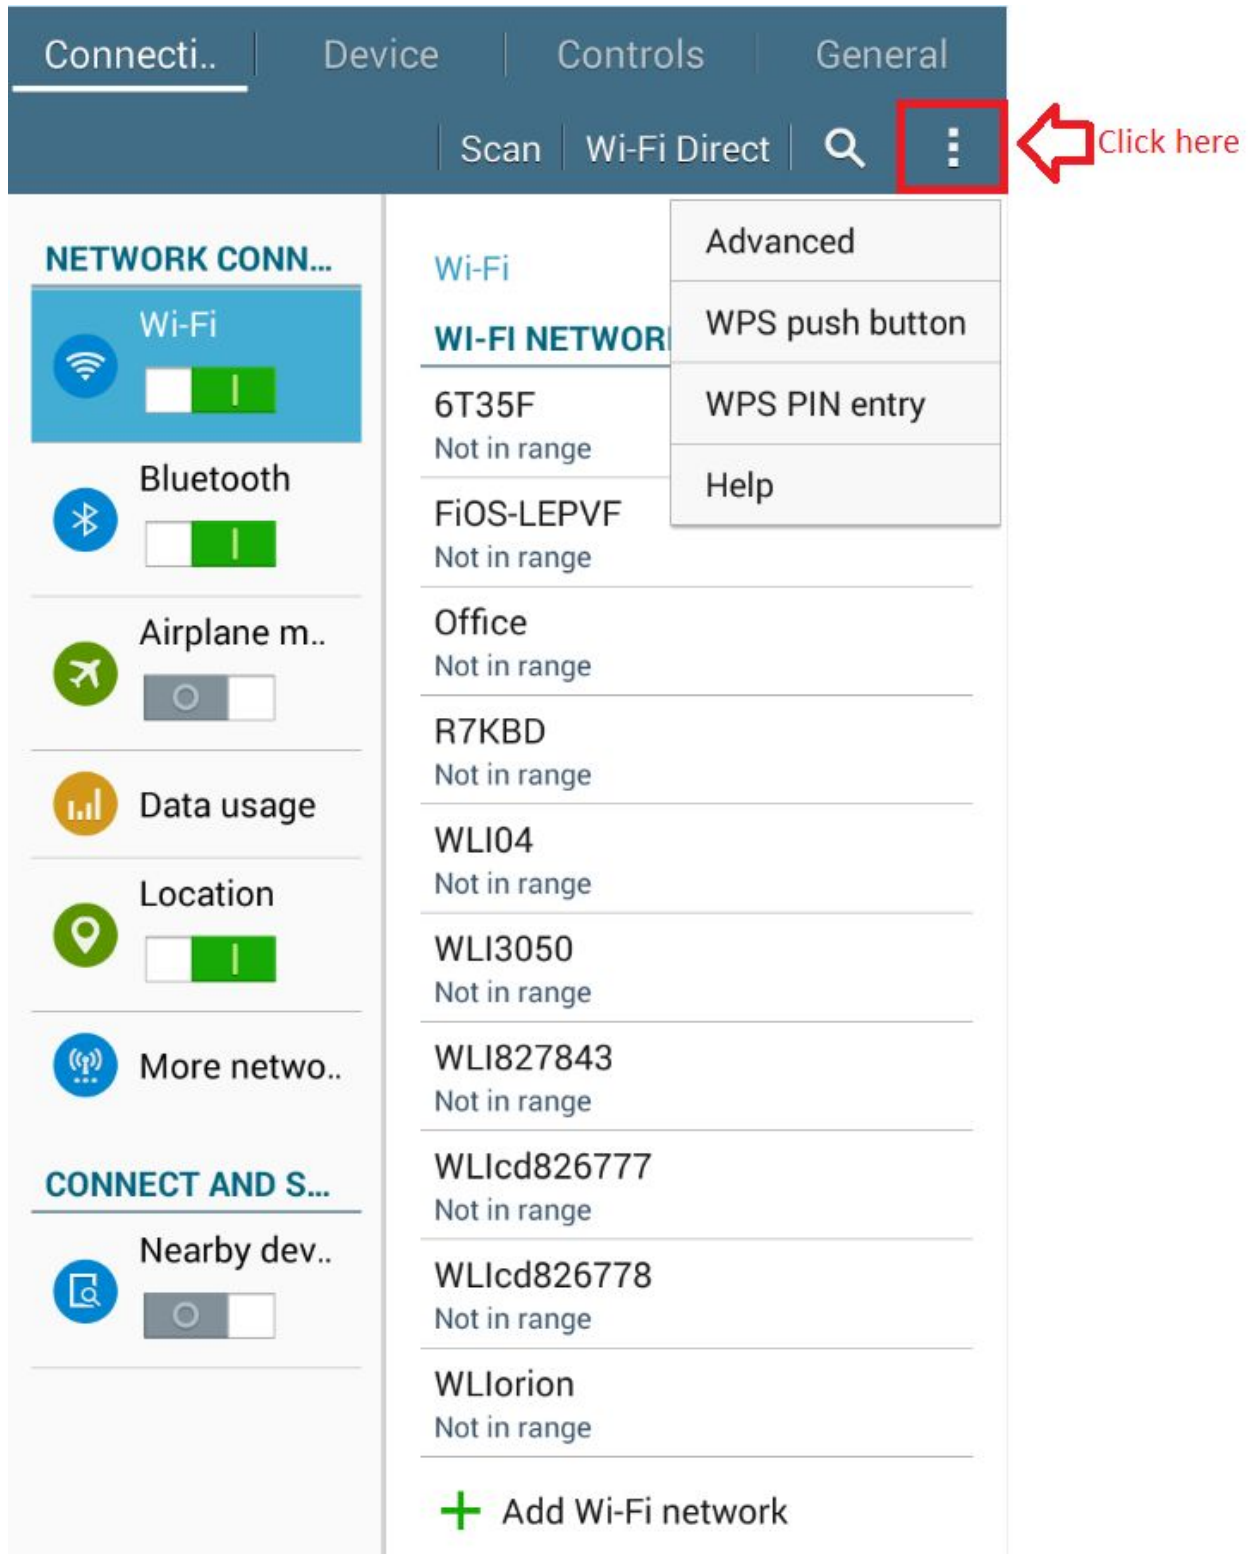 Connecti.. Device Controls General
Scan Wi-Fi Direct
Click here
NETWORK CONN...
Wi-Fi
Bluetooth
Airplane m..
Data usage
Location
More netwo..
CONNECT AND S...
Nearby dev..
Wi-Fi
WI-FI NETWOR
6T35F
Not in range
FiOS-LEPVF
Not in range
Office
Not in range
R7KBD
Not in range
WLI04
Not in range
WLI3050
Not in range
WLI827843
Not in range
WLIcd826777
Not in range
WLIcd826778
Not in range
WLIorion
Not in range
Add Wi-Fi network
Advanced
WPS push button
WPS PIN entry
Help